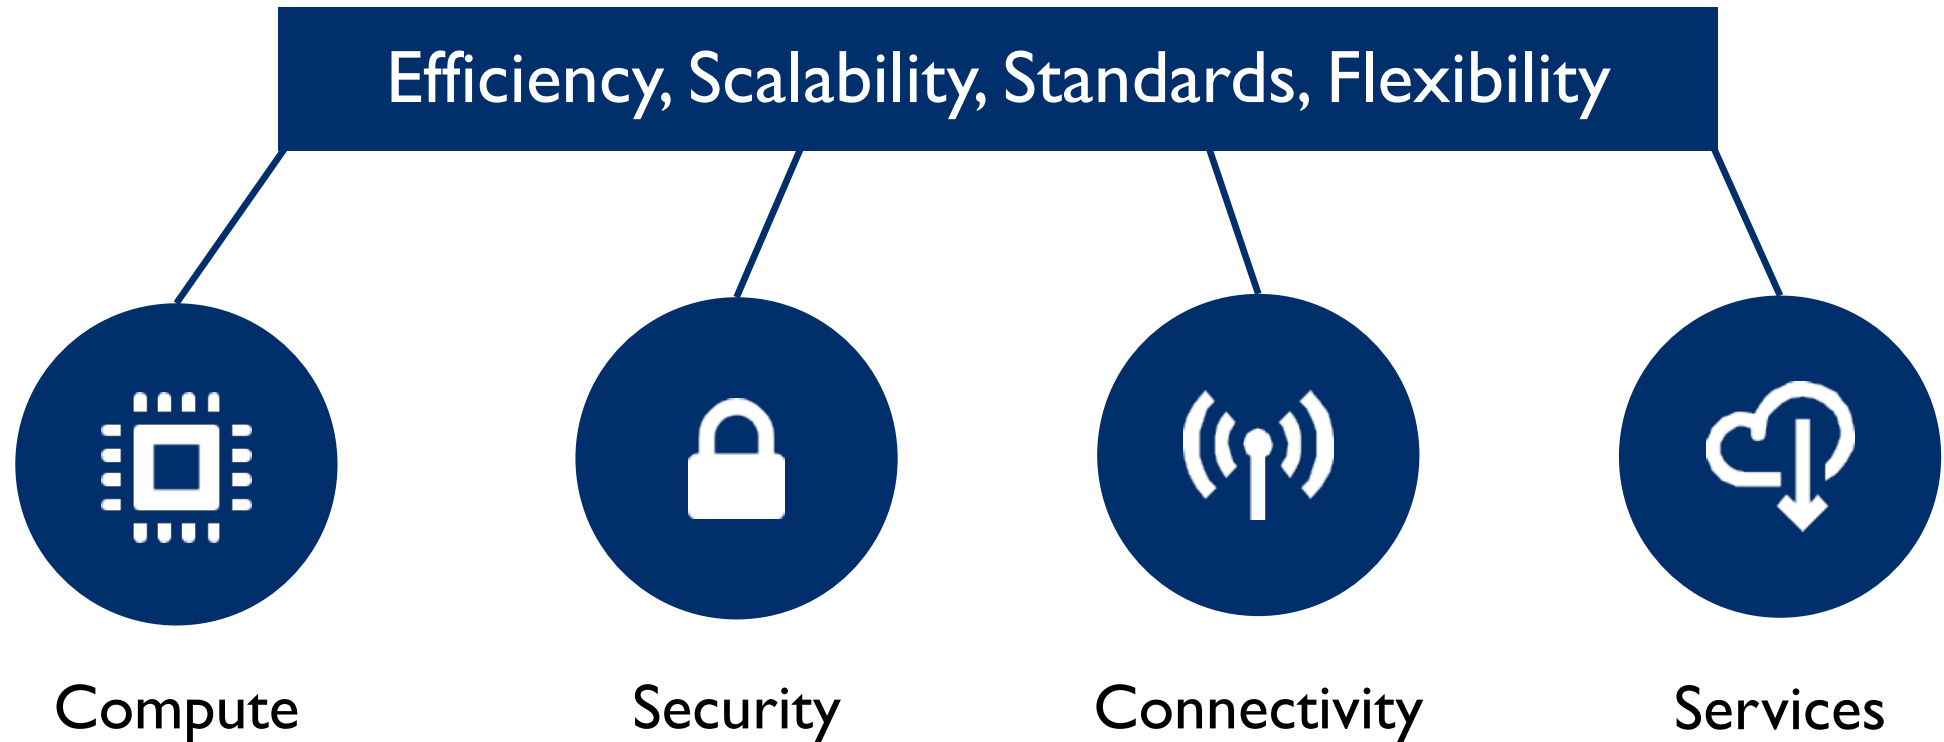 Efficiency, Scalability, Standards, Flexibility
Compute
Security
Connectivity
Services